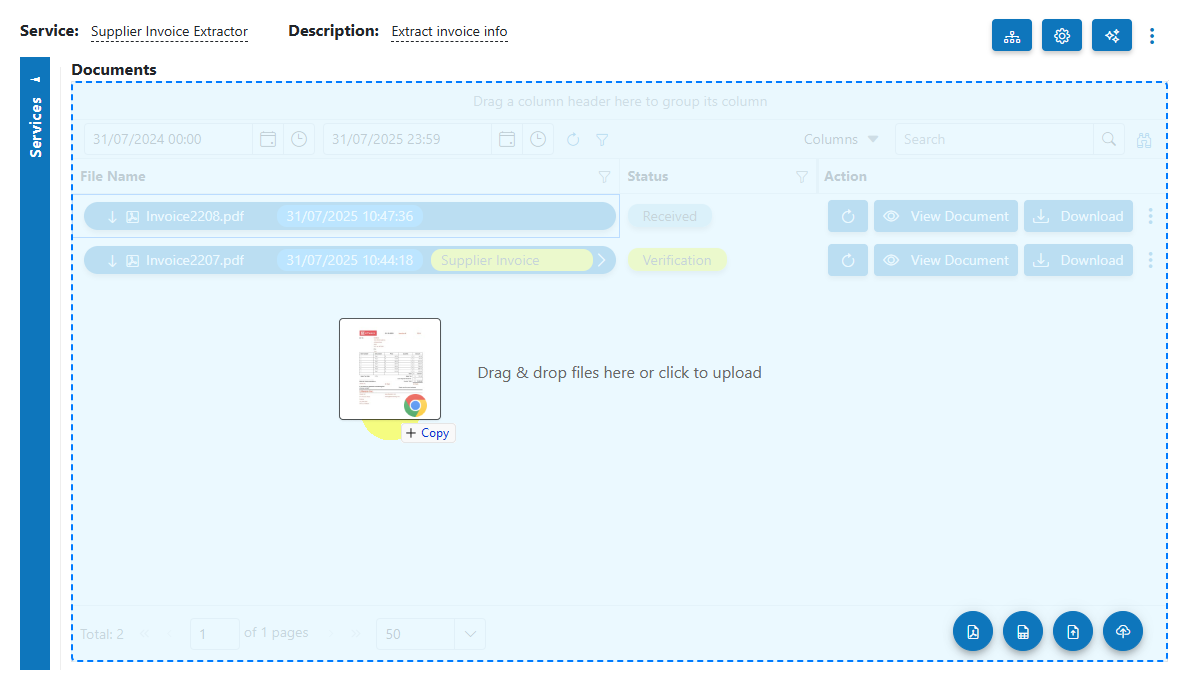 Service: Supplier Invoice Extractor Description: Extract invoice info
Services
Documents
Drag a column header here to group its column
31/07/2024 00:00 31/07/2025 23:59 Columns Search
File Name Status Action
Invoice2208.pdf 31/07/2025 10:47:36 Received View Document Download
Invoice2207.pdf 31/07/2025 10:44:18 Supplier Invoice Verification View Document Download
Drag & drop files here or click to upload
+ Copy
Total: 2 1 of 1 pages 50